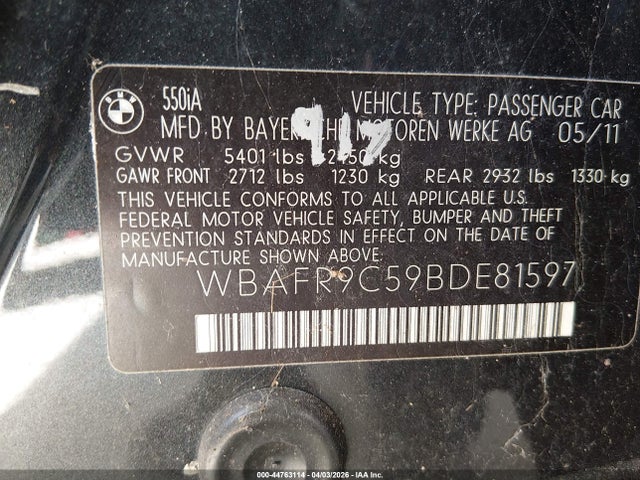 BMW
550iA VEHICLE TYPE: PASSENGER CAR
MFD BY BAYER MOTOREN WERKE AG 05/11
917
GVWR 5401 lbs kg
GAWR FRONT 2712 lbs 1230 kg REAR 2932 lbs 1330 kg
THIS VEHICLE CONFORMS TO ALL APPLICABLE U.S.
FEDERAL MOTOR VEHICLE SAFETY, BUMPER AND THEFT
PREVENTION STANDARDS IN EFFECT ON THE DATE OF
MANUFACTURE SHOWN ABOVE.
WBAFR9C59BDE81597
000-44763114 | 04/03/2026 | IAA Inc.